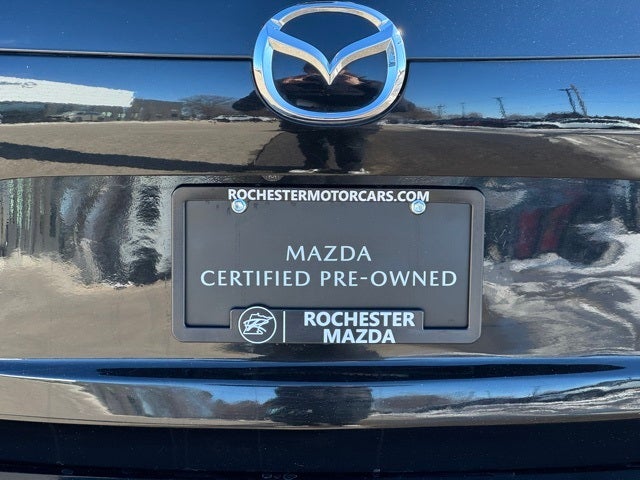 ROCHESTERMOTORCARS.COM
MAZDA
CERTIFIED PRE-OWNED
ROCHESTER
MAZDA